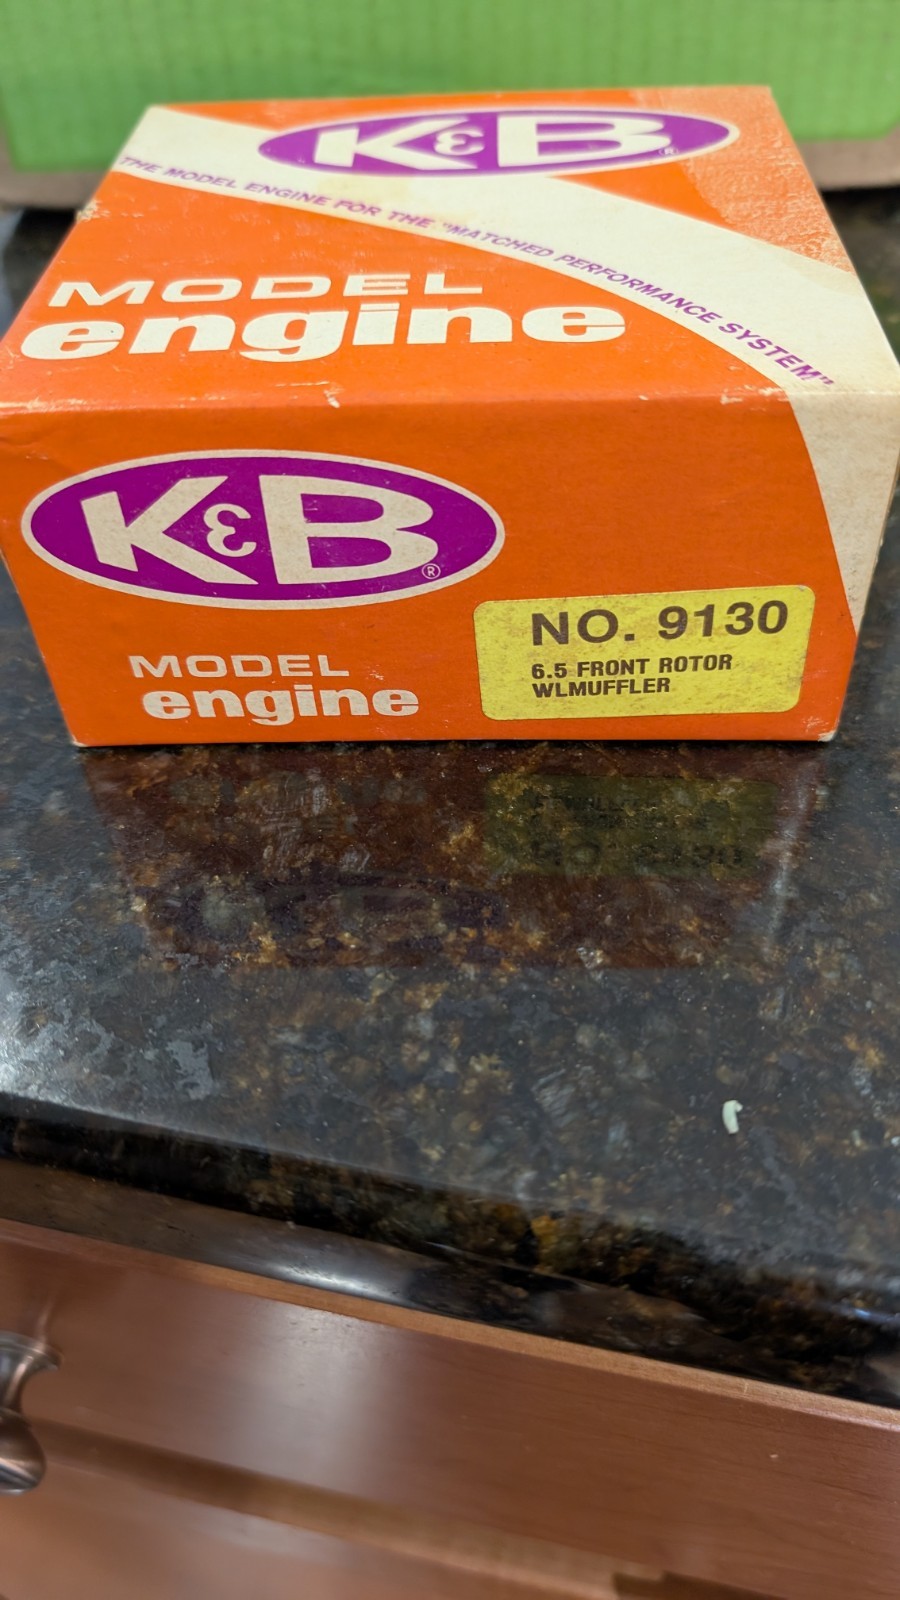 K&B®
THE MODEL ENGINE FOR THE "MATCHED PERFORMANCE SYSTEM"
MODEL
engine
K&B®
MODEL
engine
NO. 9130
6.5 FRONT ROTOR
WLMUFFLER